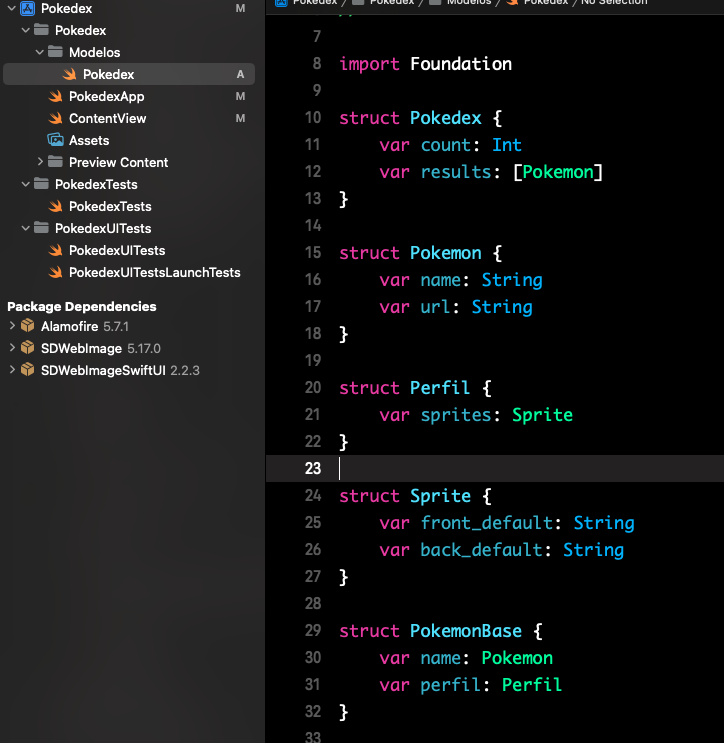 Pokedex M
Pokedex
Modelos
Pokedex A
PokedexApp M
ContentView M
Assets
Preview Content
PokedexTests
PokedexTests
PokedexUITests
PokedexUITests
PokedexUITestsLaunchTests
Package Dependencies
Alamofire 5.7.1
SDWebImage 5.17.0
SDWebImageSwiftUI 2.2.3
Pokedex / Pokedex / Modelos / Pokedex / No Selection
//
7
8 import Foundation
9
10 struct Pokedex {
11 var count: Int
12 var results: [Pokemon]
13 }
14
15 struct Pokemon {
16 var name: String
17 var url: String
18 }
19
20 struct Perfil {
21 var sprites: Sprite
22 }
23
24 struct Sprite {
25 var front_default: String
26 var back_default: String
27 }
28
29 struct PokemonBase {
30 var name: Pokemon
31 var perfil: Perfil
32 }
33